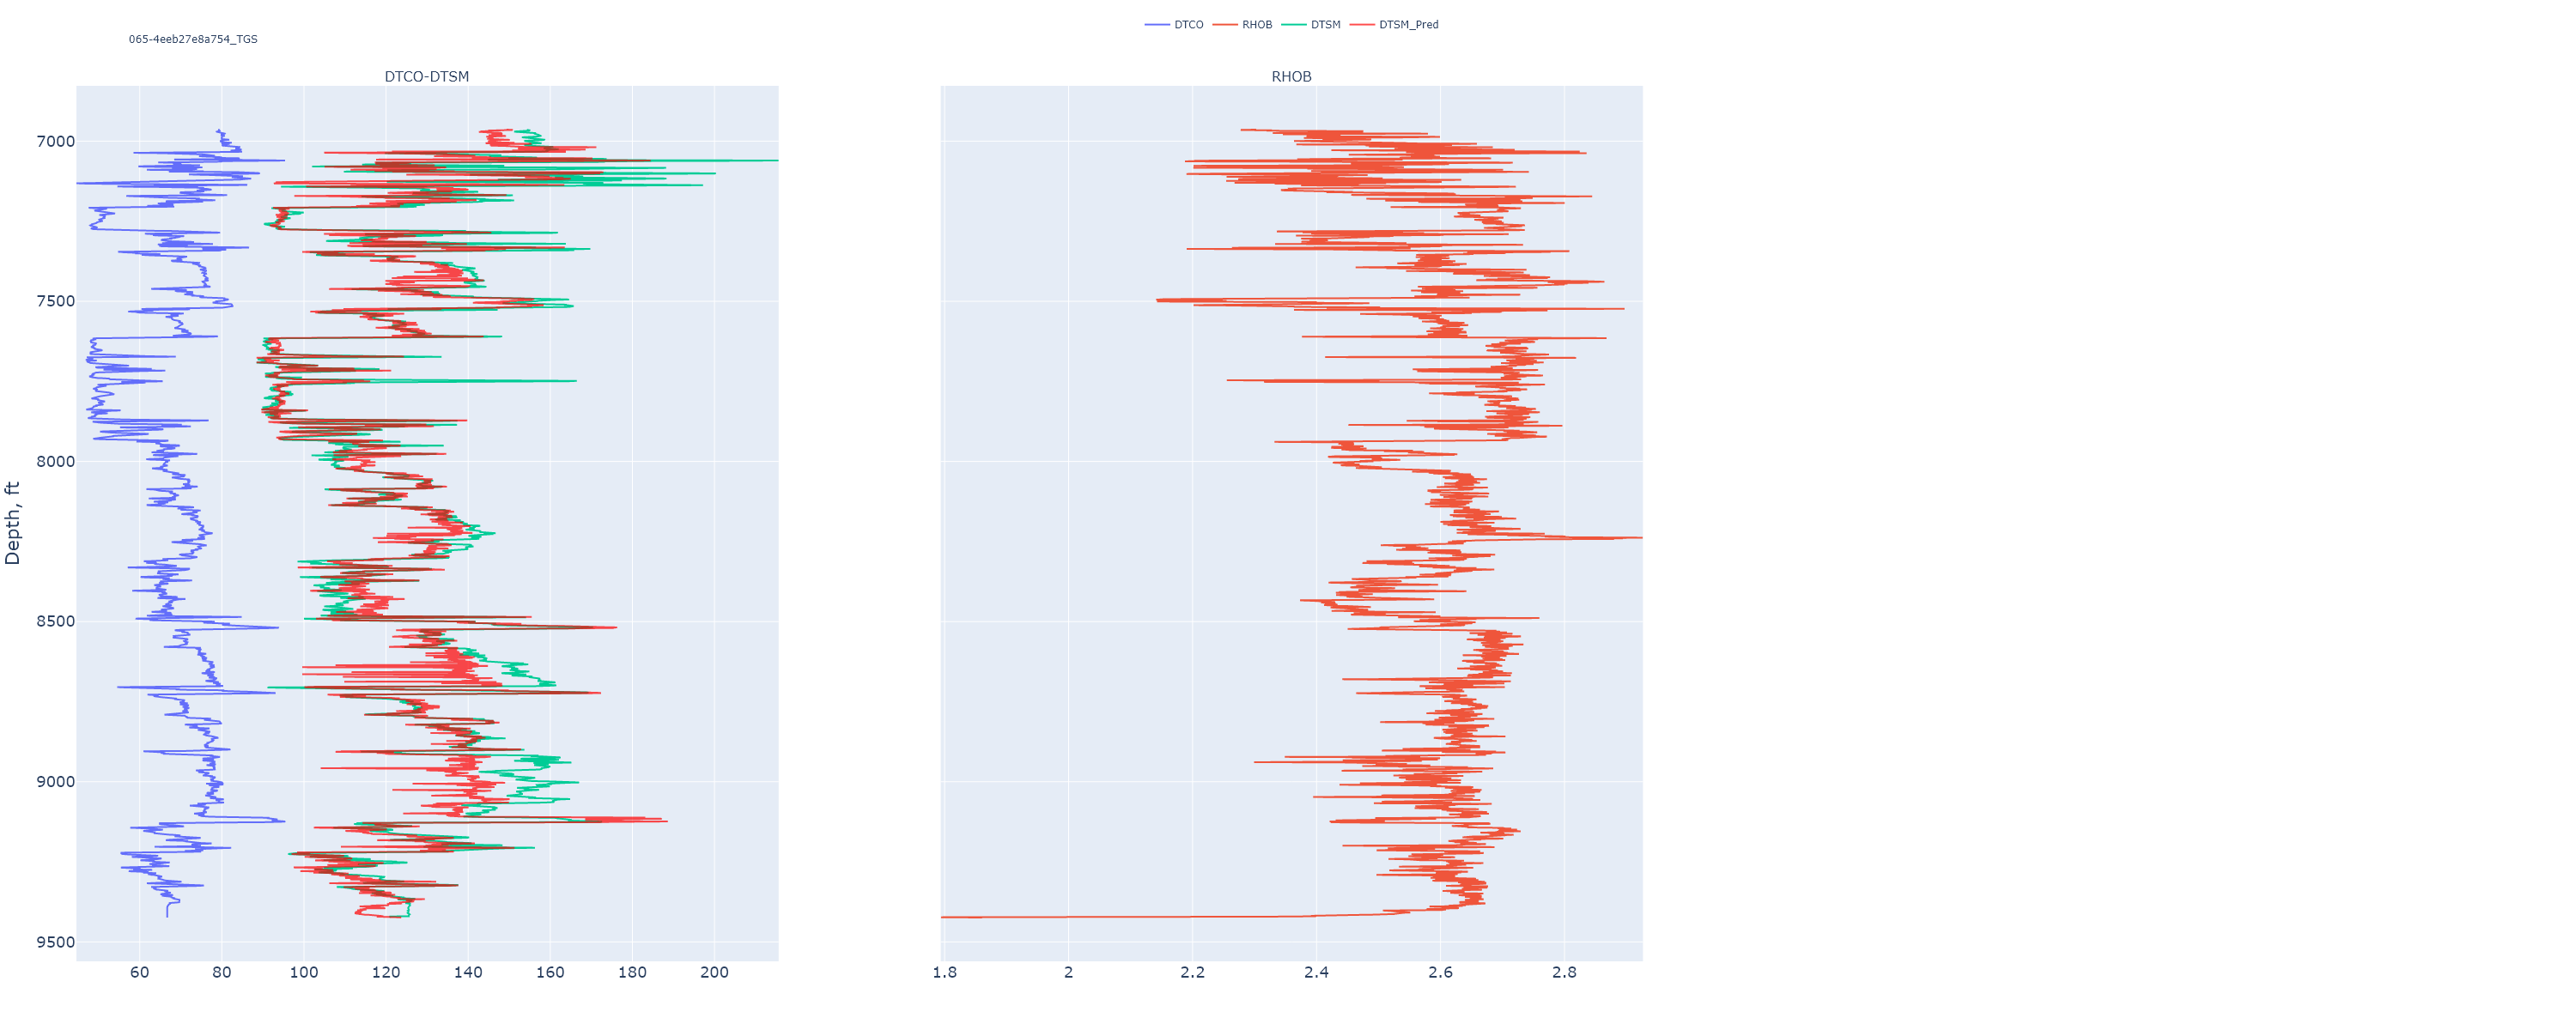 DTCO RHOB DTSM DTSM_Pred
065-4eeb27e8a754_TGS
DTCO-DTSM
RHOB
Depth, ft
7000
7500
8000
8500
9000
9500
60 80 100 120 140 160 180 200
1.8 2 2.2 2.4 2.6 2.8